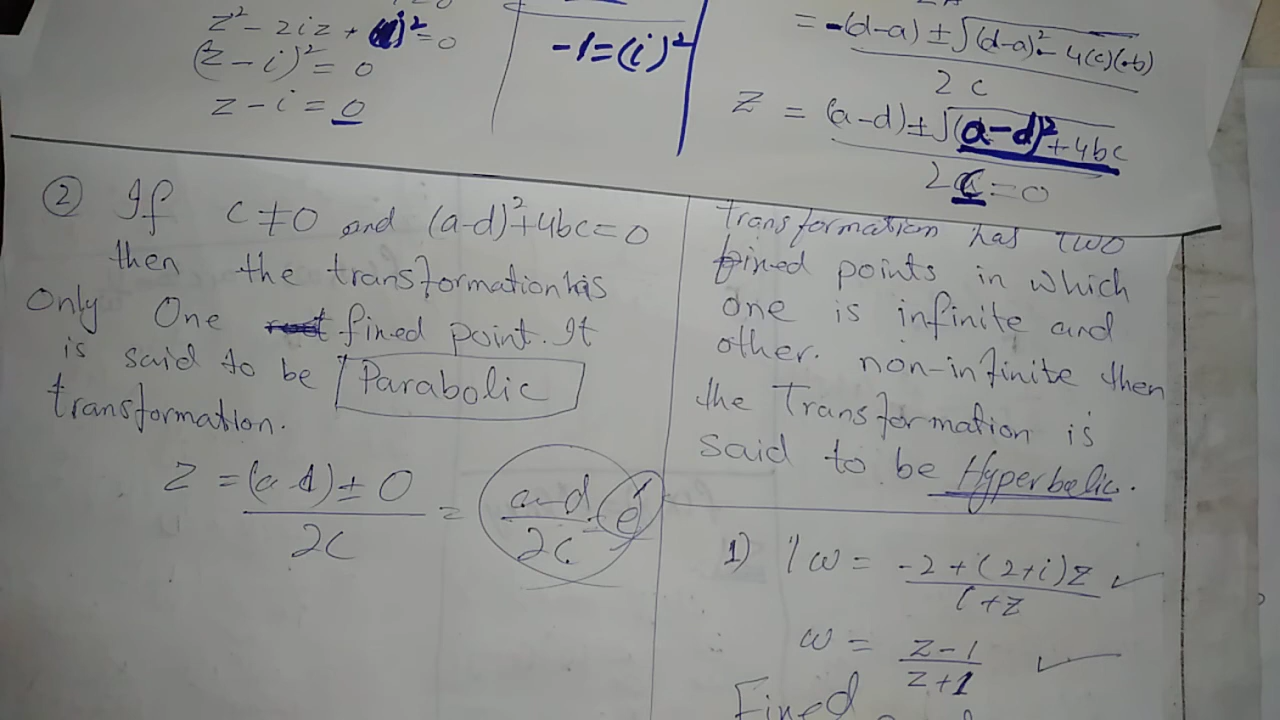 z² - 2iz + (i)² = 0
(z - i)² = 0
z - i = 0
-1 = (i)²
= -(d-a) ± √(d-a)² - 4(c)(-b)
2c
z = (a-d) ± √(a-d)² + 4bc
2c = 0
② If c ≠ 0 and (a-d)² + 4bc = 0
then the transformation has
only One fixed point. It
is said to be Parabolic
transformation.
z = (a-d) ± 0 = a-d
2c 2c
transformation has two
fixed points in which
one is infinite and
other. non-infinite then
the Transformation is
said to be Hyperbolic.
1) w = -2 + (2+i)z
1+z
w = z-1
z+1
Fixed